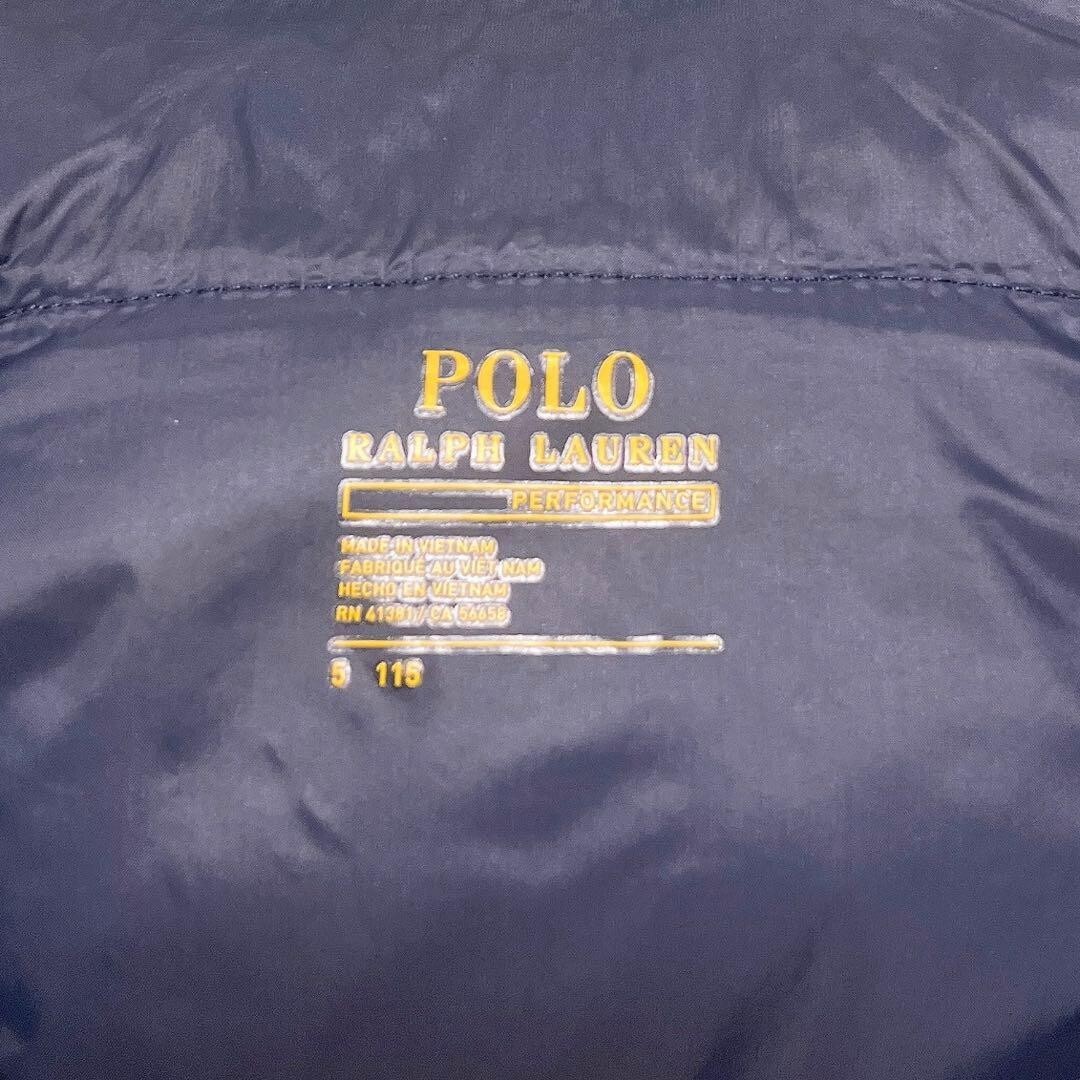 POLO
RALPH LAUREN
PERFORMANCE
MADE IN VIETNAM
FABRIQUÉ AU VIET NAM
HECHO EN VIETNAM
RN 41381/ CA 56658
5 115